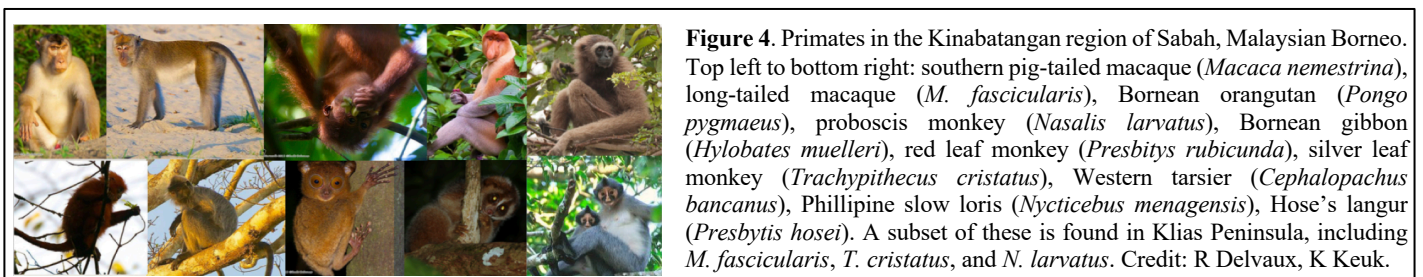 Figure 4. Primates in the Kinabatangan region of Sabah, Malaysian Borneo.
Top left to bottom right: southern pig-tailed macaque (Macaca nemestrina),
long-tailed macaque (M. fascicularis), Bornean orangutan (Pongo
pygmaeus), proboscis monkey (Nasalis larvatus), Bornean gibbon
(Hylobates muelleri), red leaf monkey (Presbitys rubicunda), silver leaf
monkey (Trachypithecus cristatus), Western tarsier (Cephalopachus
bancanus), Phillipine slow loris (Nycticebus menagensis), Hose's langur
(Presbytis hosei). A subset of these is found in Klias Peninsula, including
M. fascicularis, T. cristatus, and N. larvatus. Credit: R Delvaux, K Keuk.